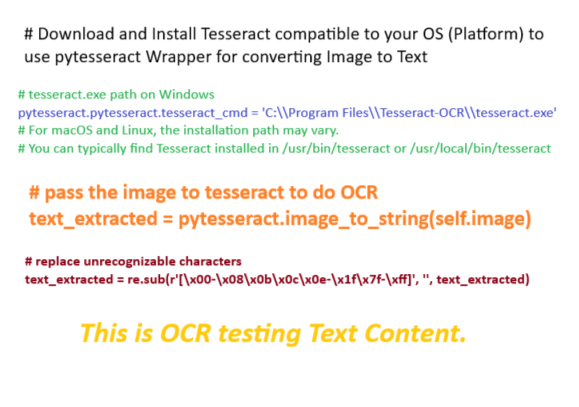 # Download and Install Tesseract compatible to your OS (Platform) to
use pytesseract Wrapper for converting Image to Text
# tesseract.exe path on Windows
pytesseract.pytesseract.tesseract_cmd = 'C:\\Program Files\\Tesseract-OCR\\tesseract.exe'
# For macOS and Linux, the installation path may vary.
# You can typically find Tesseract installed in /usr/bin/tesseract or /usr/local/bin/tesseract
# pass the image to tesseract to do OCR
text_extracted = pytesseract.image_to_string(self.image)
# replace unrecognizable characters
text_extracted = re.sub(r'[\x00-\x08\x0b\x0c\x0e-\x1f\x7f-\xff]', '', text_extracted)
This is OCR testing Text Content.